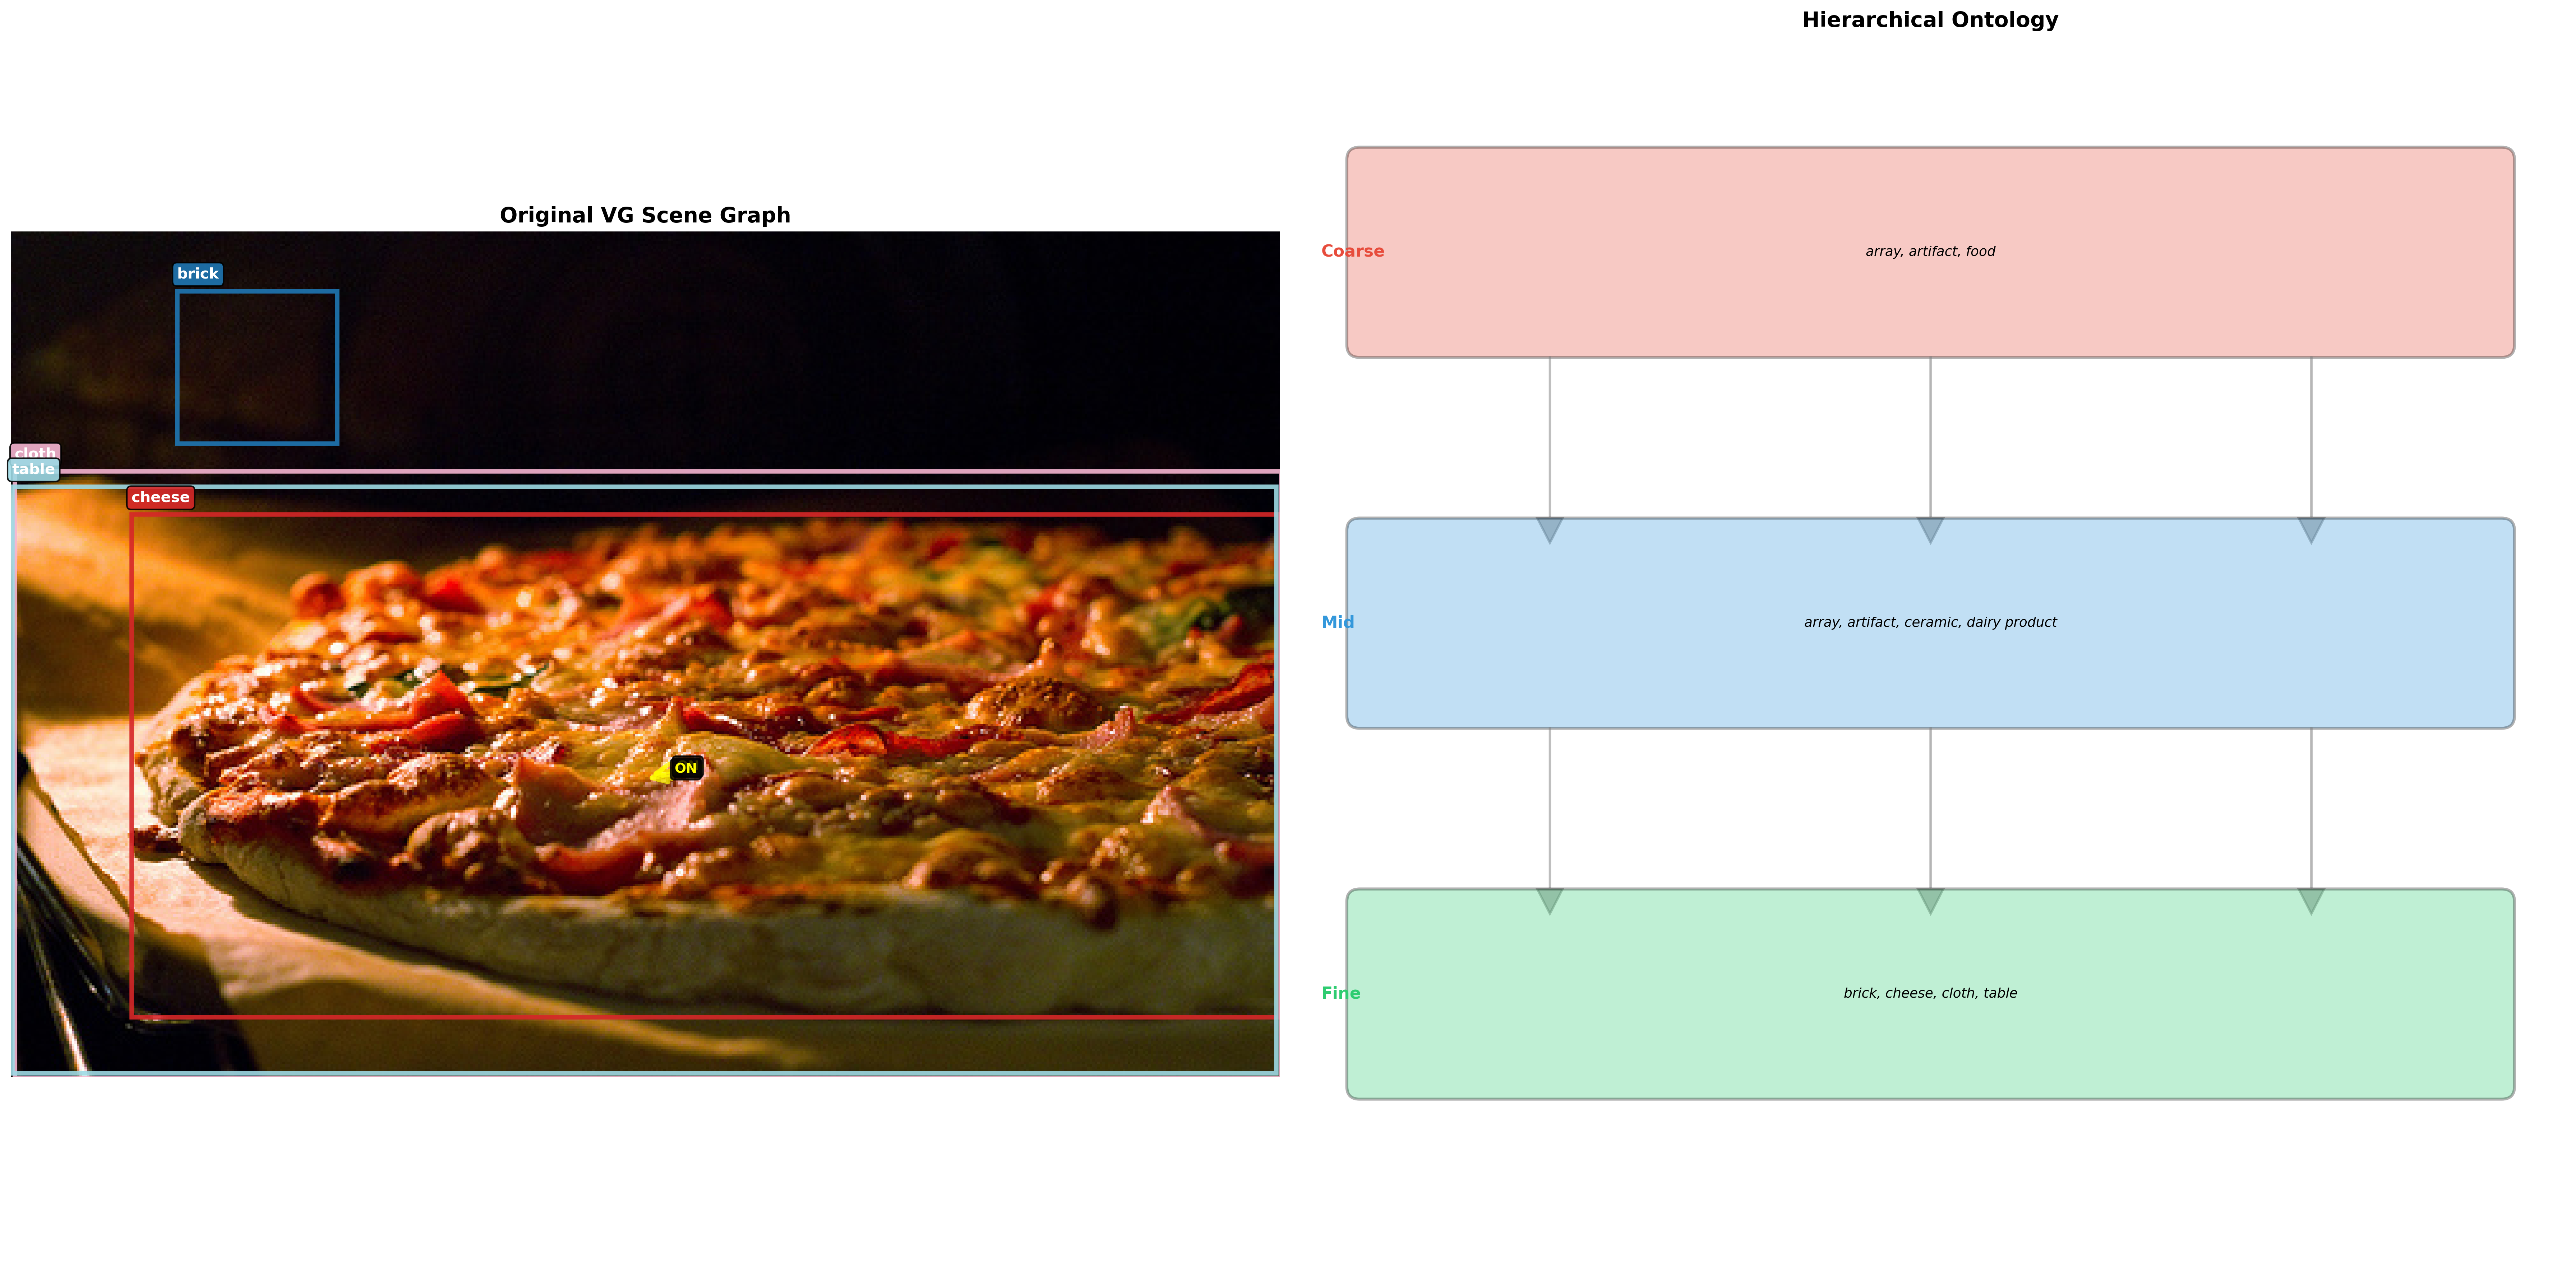 Hierarchical Ontology
Original VG Scene Graph
brick
cloth
table
cheese
ON
Coarse
array, artifact, food
Mid
array, artifact, ceramic, dairy product
Fine
brick, cheese, cloth, table